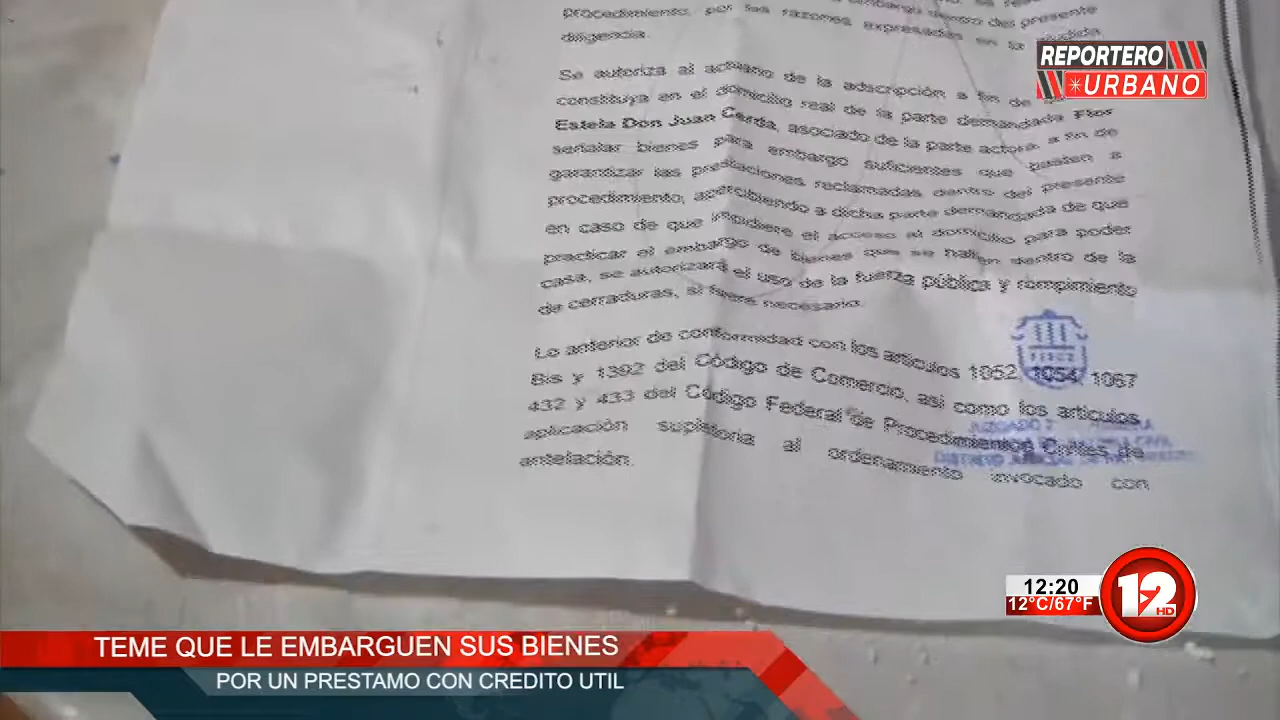 procedimiento, por las razones expresadas en la
diligencia.
Se autoriza al actuario de la adscripción a fin de
constituya en el domicilio real de la parte demandada Flor
Estela Don Juan Cerda, asociado de la parte actora, a fin de
señalar bienes para embargo suficientes que basten a
garantizar las prestaciones reclamadas dentro del presente
procedimiento, apercibiendo a dicha parte demandada de que
en caso de que impidiere el acceso al domicilio para poder
practicar el embargo de bienes que se hallen dentro de la
casa, se autorizará el uso de la fuerza pública y rompimiento
de cerraduras, si fuere necesario.
Lo anterior de conformidad con los artículos 1052, 1054, 1067
Bis y 1392 del Código de Comercio, así como los artículos
432 y 433 del Código Federal de Procedimientos Civiles de
aplicación supletoria al ordenamiento invocado con
antelación.
REPORTERO
URBANO
12:20
12°C/67°F
12
HD
TEME QUE LE EMBARGUEN SUS BIENES
POR UN PRESTAMO CON CREDITO UTIL